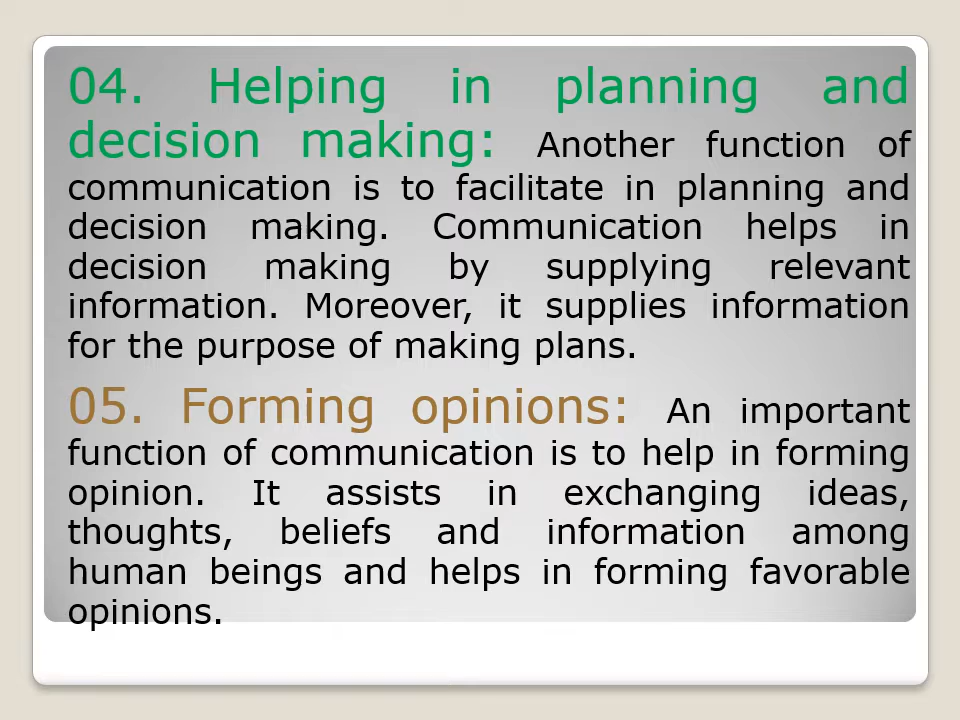 04. Helping in planning and
decision making: Another function of
communication is to facilitate in planning and
decision making. Communication helps in
decision making by supplying relevant
information. Moreover, it supplies information
for the purpose of making plans.
05. Forming opinions: An important
function of communication is to help in forming
opinion. It assists in exchanging ideas,
thoughts, beliefs and information among
human beings and helps in forming favorable
opinions.